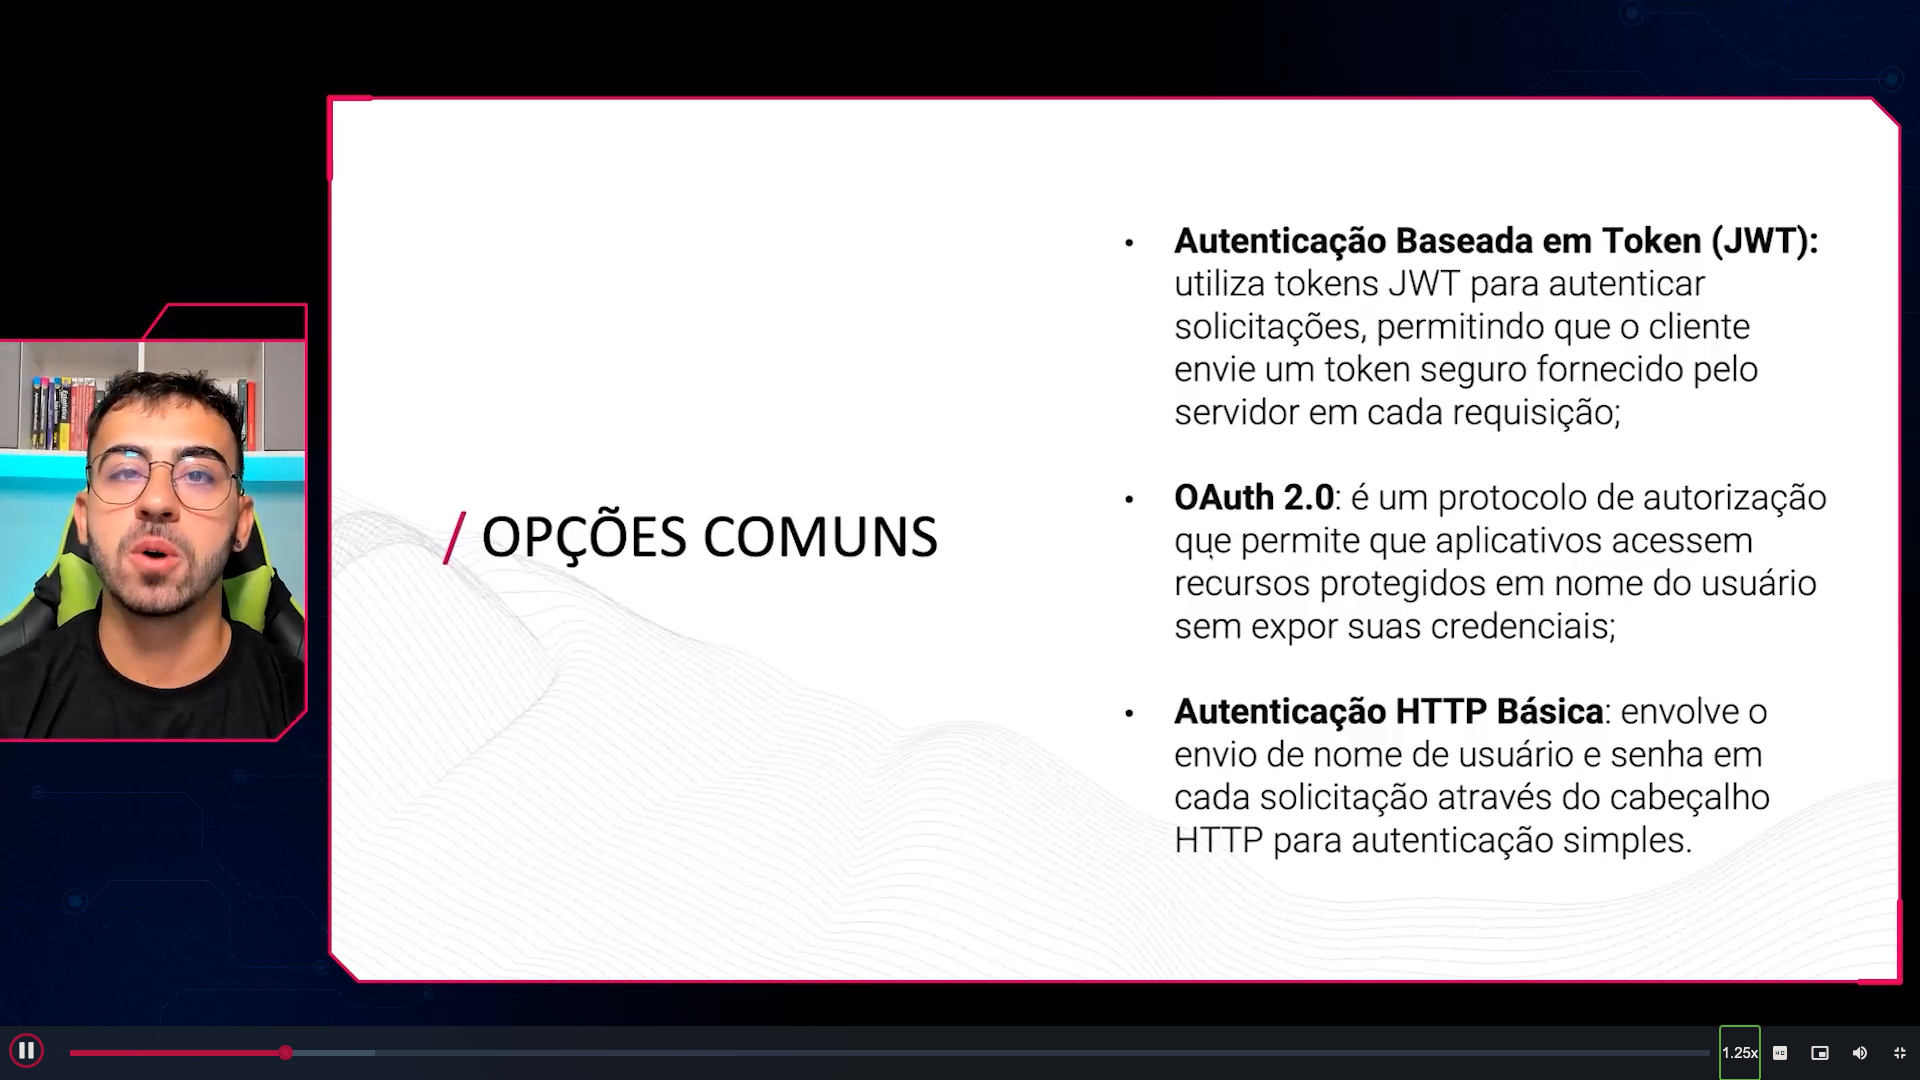 / OPÇÕES COMUNS
• Autenticação Baseada em Token (JWT):
utiliza tokens JWT para autenticar
solicitações, permitindo que o cliente
envie um token seguro fornecido pelo
servidor em cada requisição;
• OAuth 2.0: é um protocolo de autorização
que permite que aplicativos acessem
recursos protegidos em nome do usuário
sem expor suas credenciais;
• Autenticação HTTP Básica: envolve o
envio de nome de usuário e senha em
cada solicitação através do cabeçalho
HTTP para autenticação simples.
1.25x